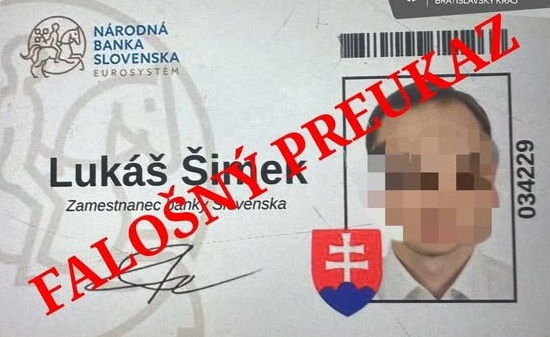 BRATISLAVSKÝ KRAJ
NÁRODNÁ
BANKA
SLOVENSKA
EUROSYSTÉM
FALOŠNÝ PREUKAZ
Lukáš Šimek
Zamestnanec banky Slovenska
034229